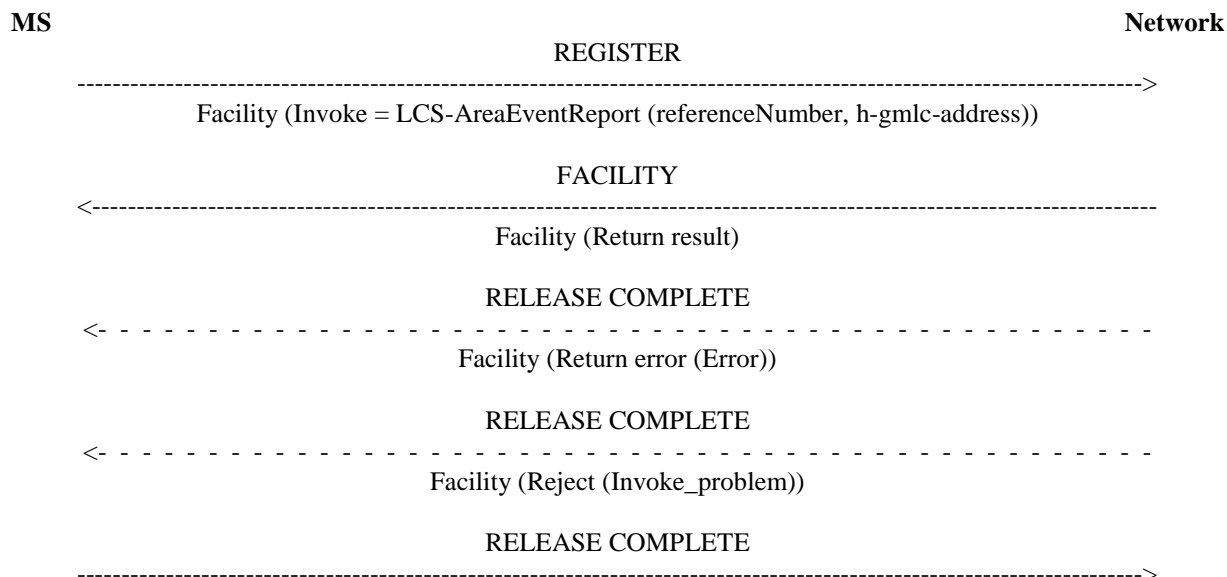 MS Network
REGISTER
------------------------------------------------------------------------------------------------------------------------>
Facility (Invoke = LCS-AreaEventReport (referenceNumber, h-gmlc-address))
FACILITY
<------------------------------------------------------------------------------------------------------------------------
Facility (Return result)
RELEASE COMPLETE
<- - - - - - - - - - - - - - - - - - - - - - - - - - - - - - - - - - - - - - - - - - - - - - - - -
Facility (Return error (Error))
RELEASE COMPLETE
<- - - - - - - - - - - - - - - - - - - - - - - - - - - - - - - - - - - - - - - - - - - - - - - - -
Facility (Reject (Invoke_problem))
RELEASE COMPLETE
------------------------------------------------------------------------------------------------------------------------>